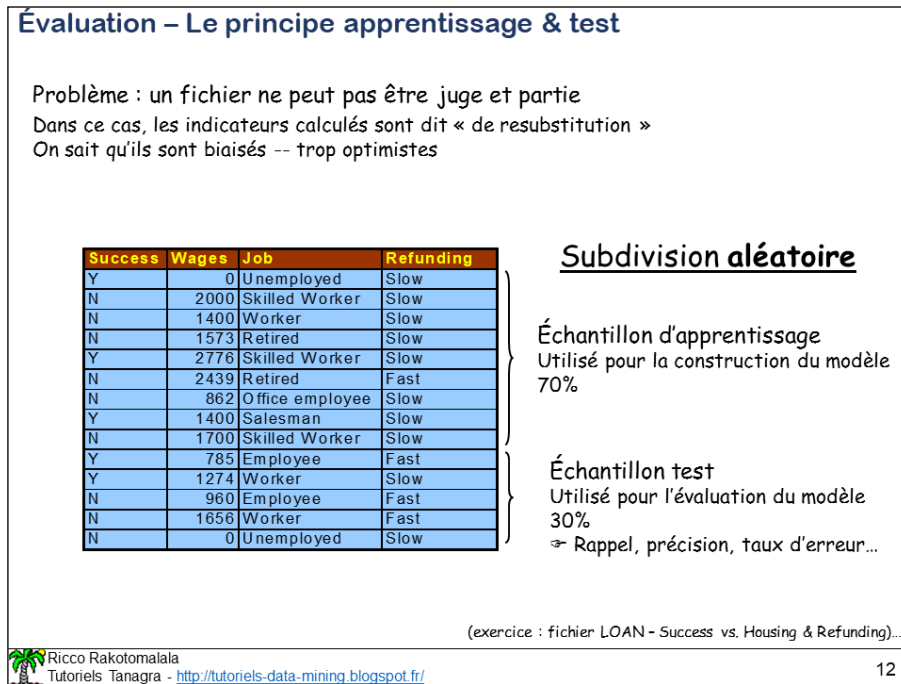 Évaluation – Le principe apprentissage & test
Problème : un fichier ne peut pas être juge et partie
Dans ce cas, les indicateurs calculés sont dit « de resubstitution »
On sait qu'ils sont biaisés -- trop optimistes
Success Wages Job Refunding
Y 0 Unemployed Slow
N 2000 Skilled Worker Slow
N 1400 Worker Slow
N 1573 Retired Slow
Y 2776 Skilled Worker Slow
N 2439 Retired Fast
N 862 Office employee Slow
Y 1400 Salesman Slow
N 1700 Skilled Worker Slow
Y 785 Employee Fast
Y 1274 Worker Slow
N 960 Employee Fast
N 1656 Worker Fast
N 0 Unemployed Slow
Subdivision aléatoire
Échantillon d'apprentissage
Utilisé pour la construction du modèle
70%
Échantillon test
Utilisé pour l'évaluation du modèle
30%
☞ Rappel, précision, taux d'erreur…
(exercice : fichier LOAN – Success vs. Housing & Refunding)…
Ricco Rakotomalala
Tutoriels Tanagra - http://tutoriels-data-mining.blogspot.fr/
12